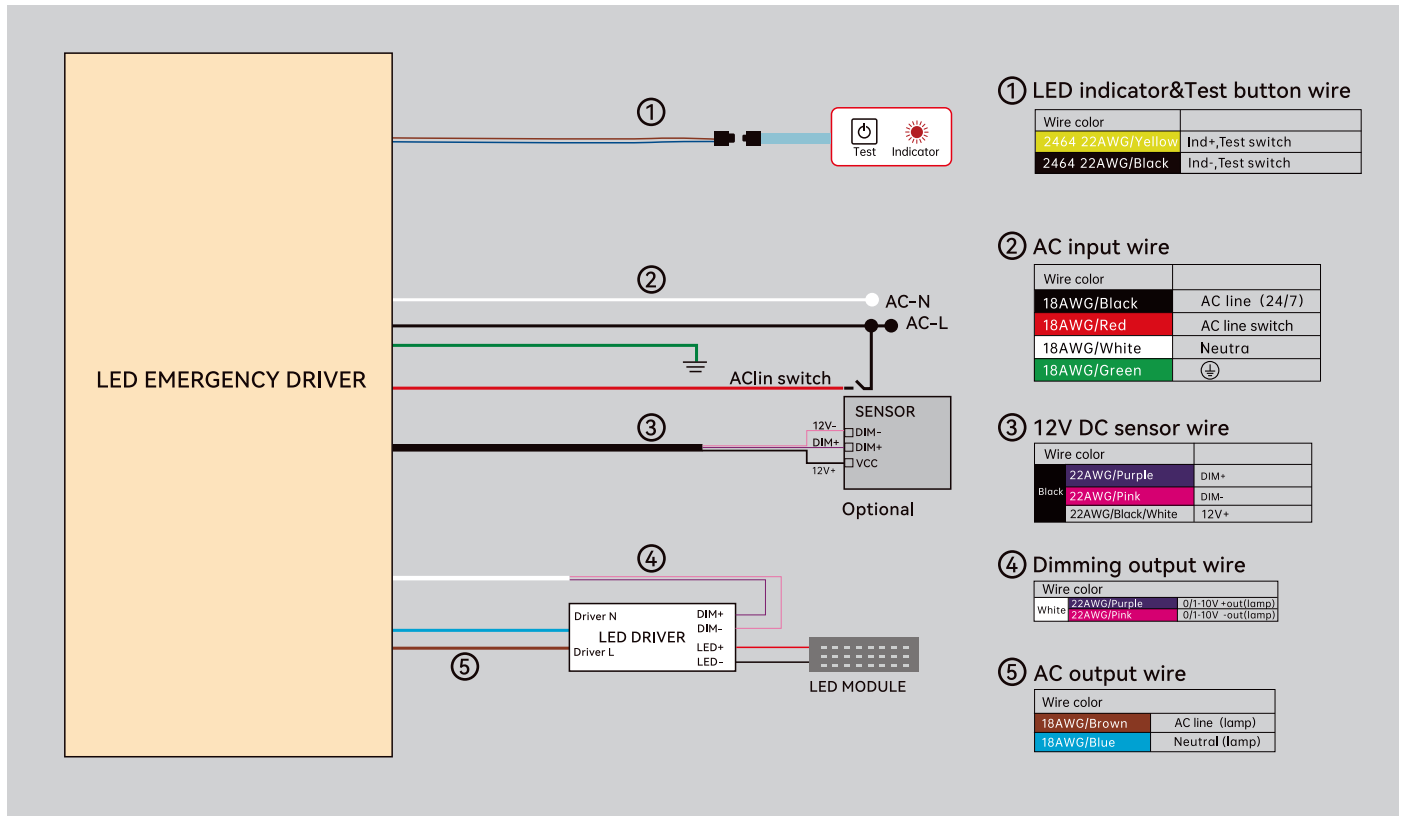 LED EMERGENCY DRIVER
①
Test Indicator
②
AC-N
AC-L
AClin switch
③
12V-
DIM+
12V+
SENSOR
DIM-
DIM+
VCC
Optional
④
Driver N
Driver L
LED DRIVER
DIM+
DIM-
LED+
LED-
⑤
LED MODULE
① LED indicator&Test button wire
Wire color
2464 22AWG/Yellow Ind+,Test switch
2464 22AWG/Black Ind-,Test switch
② AC input wire
Wire color
18AWG/Black AC line (24/7)
18AWG/Red AC line switch
18AWG/White Neutra
18AWG/Green
③ 12V DC sensor wire
Wire color
Black
22AWG/Purple DIM+
22AWG/Pink DIM-
22AWG/Black/White 12V+
④ Dimming output wire
Wire color
White
22AWG/Purple 0/1-10V +out(lamp)
22AWG/Pink 0/1-10V -out(lamp)
⑤ AC output wire
Wire color
18AWG/Brown AC line (lamp)
18AWG/Blue Neutral (lamp)